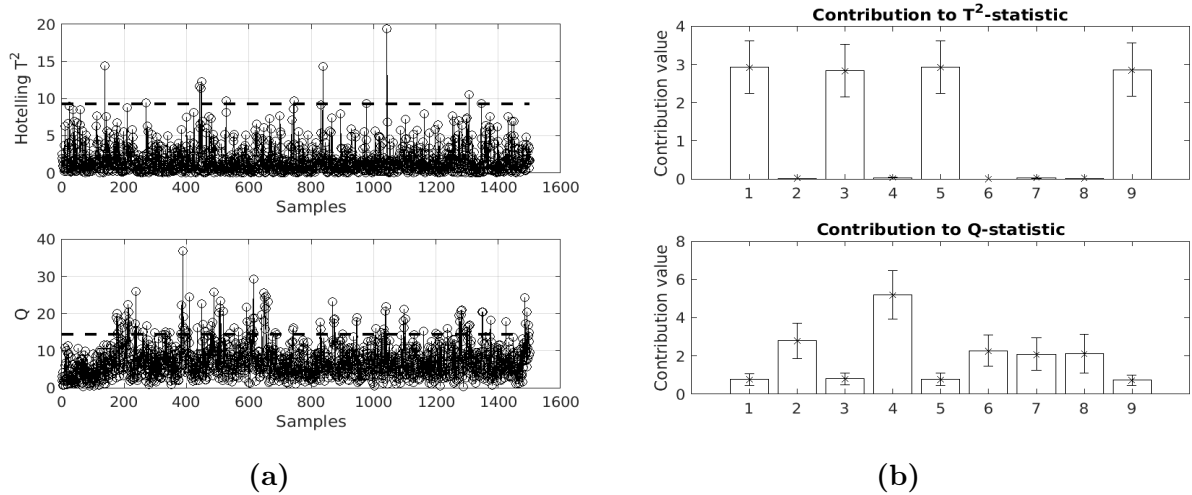 Hotelling T²
20
15
10
5
0
0 200 400 600 800 1000 1200 1400 1600
Samples
Q
40
30
20
10
0
0 200 400 600 800 1000 1200 1400 1600
Samples
(a)
Contribution to T²-statistic
Contribution value
4
3
2
1
0
1 2 3 4 5 6 7 8 9
Contribution to Q-statistic
Contribution value
8
6
4
2
0
1 2 3 4 5 6 7 8 9
(b)